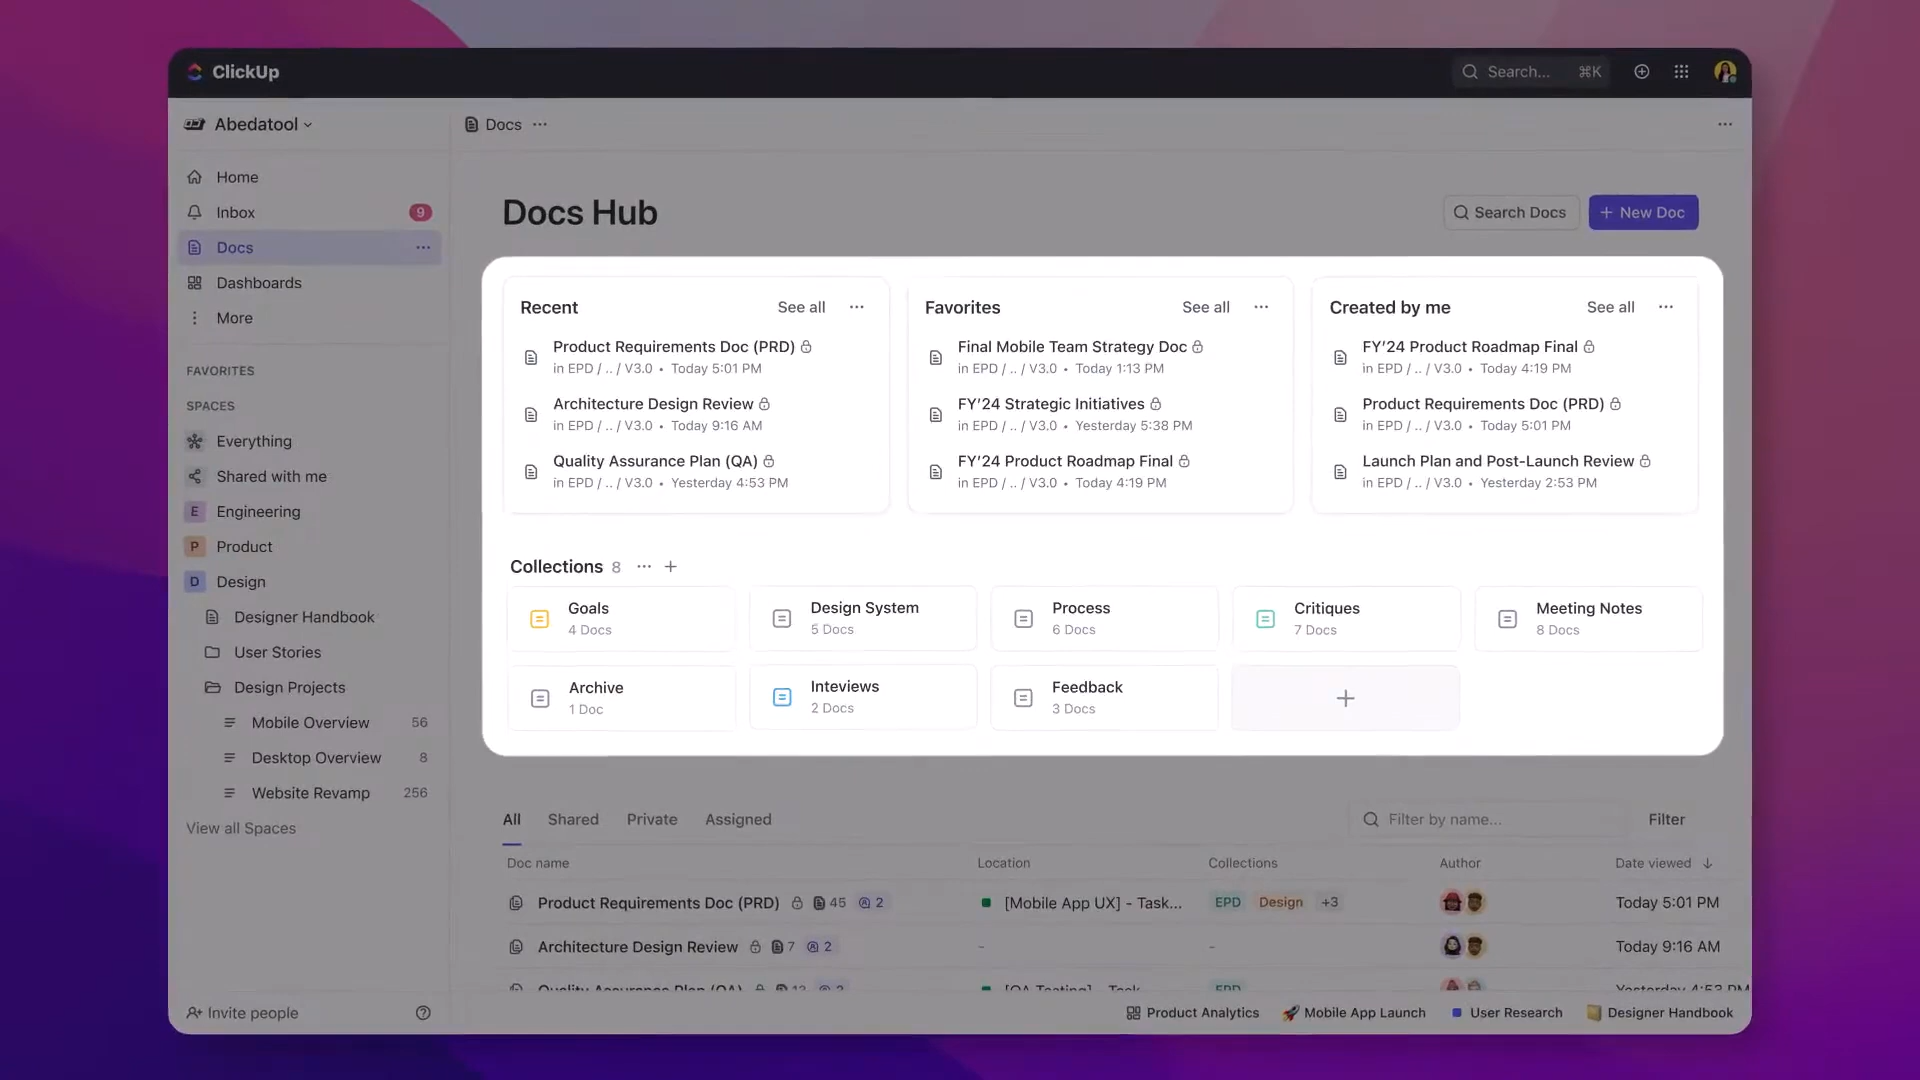 ClickUp
Search... ⌘K
Abedatool
Docs
Home
Inbox 9
Docs
Dashboards
More
FAVORITES
SPACES
Everything
Shared with me
E Engineering
P Product
D Design
Designer Handbook
User Stories
Design Projects
Mobile Overview 56
Desktop Overview 8
Website Revamp 256
View all Spaces
Invite people
Docs Hub
Search Docs
+ New Doc
Recent See all
Product Requirements Doc (PRD)
in EPD / .. / V3.0 • Today 5:01 PM
Architecture Design Review
in EPD / .. / V3.0 • Today 9:16 AM
Quality Assurance Plan (QA)
in EPD / .. / V3.0 • Yesterday 4:53 PM
Favorites See all
Final Mobile Team Strategy Doc
in EPD / .. / V3.0 • Today 1:13 PM
FY'24 Strategic Initiatives
in EPD / .. / V3.0 • Yesterday 5:38 PM
FY'24 Product Roadmap Final
in EPD / .. / V3.0 • Today 4:19 PM
Created by me See all
FY'24 Product Roadmap Final
in EPD / .. / V3.0 • Today 4:19 PM
Product Requirements Doc (PRD)
in EPD / .. / V3.0 • Today 5:01 PM
Launch Plan and Post-Launch Review
in EPD / .. / V3.0 • Yesterday 2:53 PM
Collections 8
Goals
4 Docs
Design System
5 Docs
Process
6 Docs
Critiques
7 Docs
Meeting Notes
8 Docs
Archive
1 Doc
Inteviews
2 Docs
Feedback
3 Docs
All Shared Private Assigned
Filter by name... Filter
Doc name Location Collections Author Date viewed
Product Requirements Doc (PRD) 45 2 [Mobile App UX] - Task... EPD Design +3 Today 5:01 PM
Architecture Design Review 7 2 - - Today 9:16 AM
Quality Assurance Plan (QA) 12 2 [QA Testing] - Task EPD Yesterday 4:53 PM
Product Analytics Mobile App Launch User Research Designer Handbook